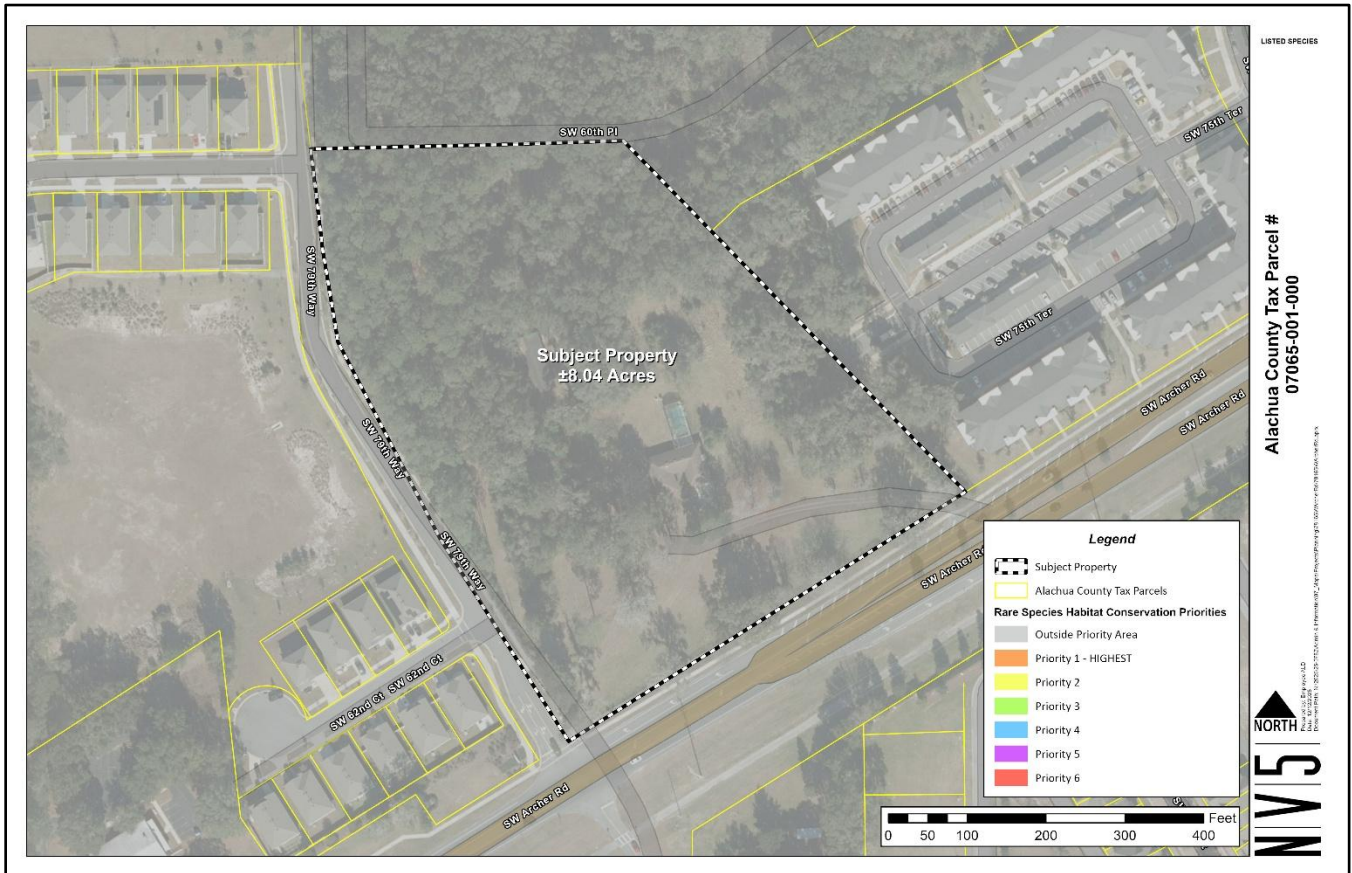 LISTED SPECIES
Alachua County Tax Parcel #
07065-001-000
NORTH
NV5
SW 60th Pl
SW 75th Ter
SW 75th Ter
SW 79th Way
SW 79th Way
SW 79th Way
Subject Property
±8.04 Acres
SW Archer Rd
SW Archer Rd
SW Archer Rd
SW Archer Rd
SW 62nd Ct
SW 62nd Ct
Legend
Subject Property
Alachua County Tax Parcels
Rare Species Habitat Conservation Priorities
Outside Priority Area
Priority 1 - HIGHEST
Priority 2
Priority 3
Priority 4
Priority 5
Priority 6
Feet
0 50 100 200 300 400